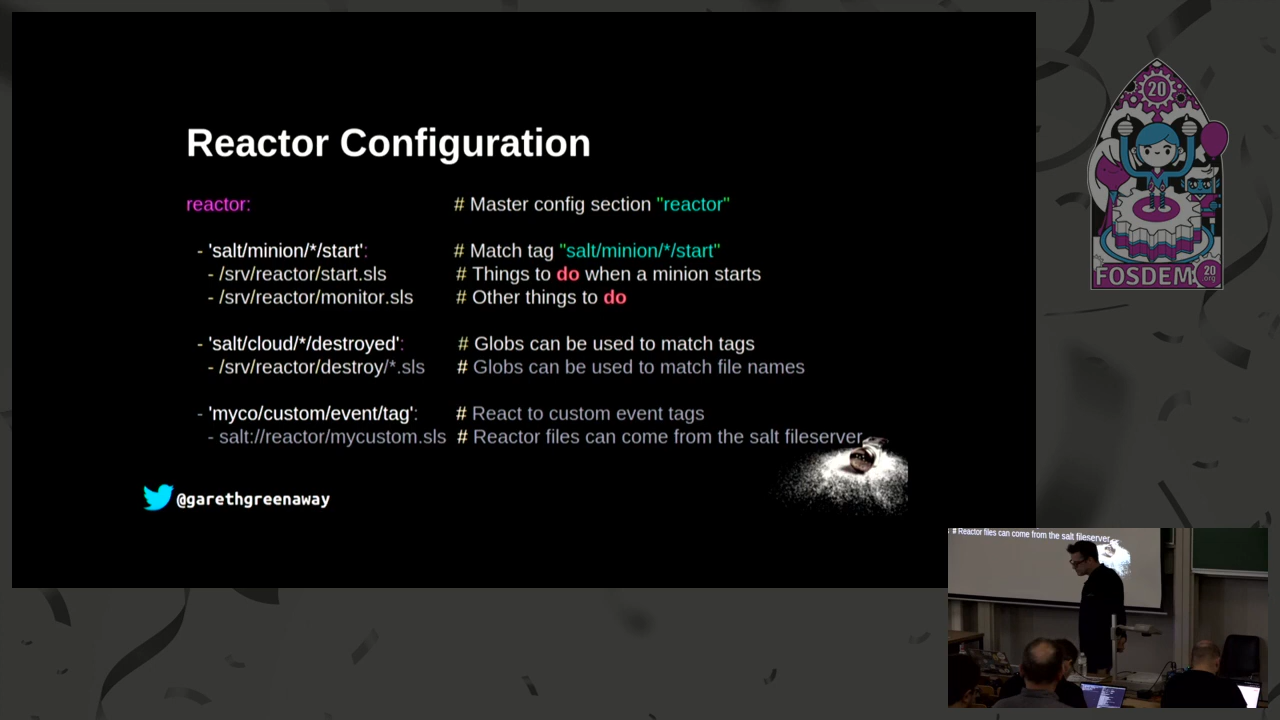 Reactor Configuration
reactor: # Master config section "reactor"
- 'salt/minion/*/start': # Match tag "salt/minion/*/start"
- /srv/reactor/start.sls # Things to do when a minion starts
- /srv/reactor/monitor.sls # Other things to do
- 'salt/cloud/*/destroyed': # Globs can be used to match tags
- /srv/reactor/destroy/*.sls # Globs can be used to match file names
- 'myco/custom/event/tag': # React to custom event tags
- salt://reactor/mycustom.sls # Reactor files can come from the salt fileserver
@garethgreenaway
20
FOSDEM
20
.org
# Reactor files can come from the salt fileserver